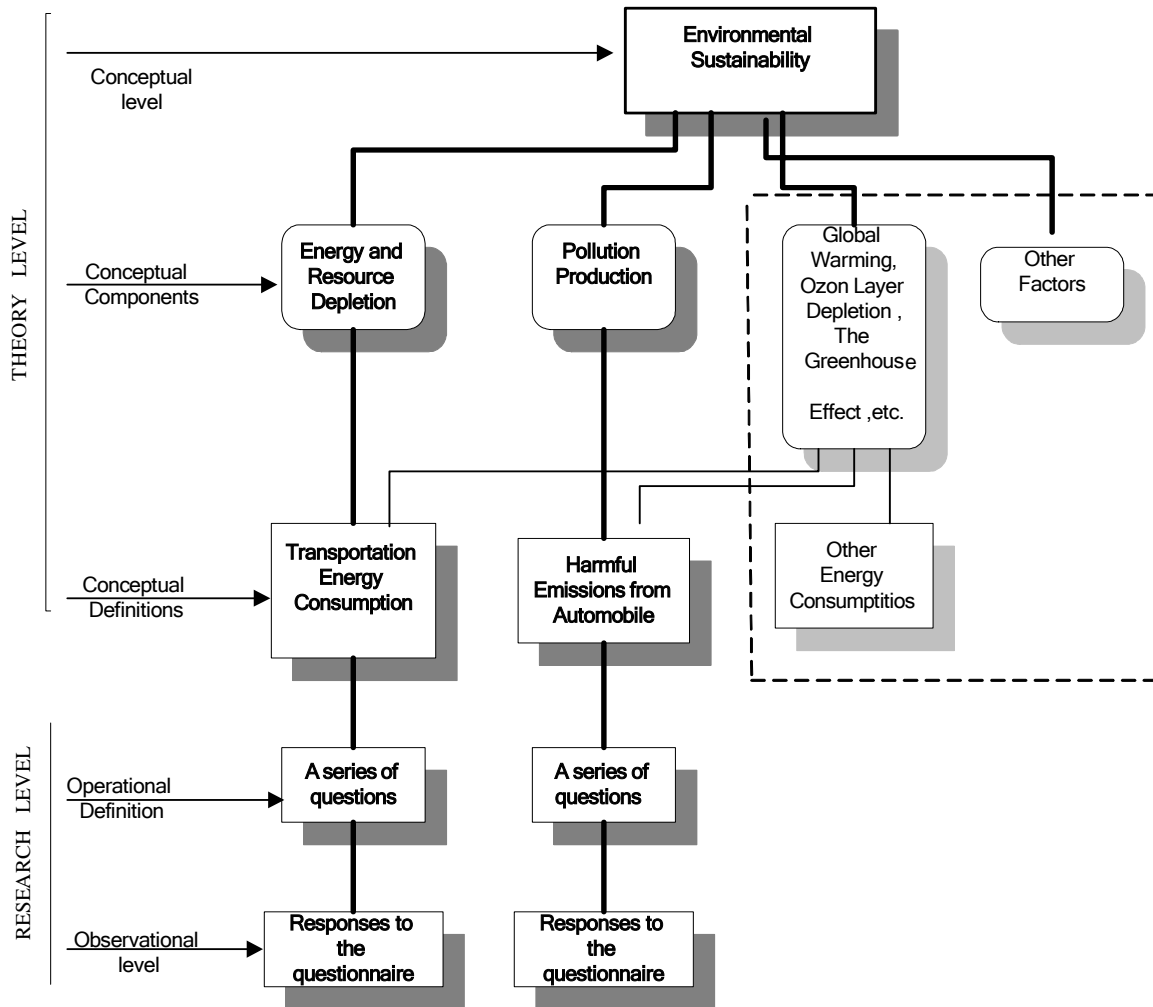 Environmental
Sustainability
Conceptual
level
THEORY LEVEL
Conceptual
Components
Energy and
Resource
Depletion
Pollution
Production
Global
Warming,
Ozon Layer
Depletion ,
The
Greenhouse
Effect ,etc.
Other
Factors
Conceptual
Definitions
Transportation
Energy
Consumption
Harmful
Emissions from
Automobile
Other
Energy
Consumptitios
RESEARCH LEVEL
Operational
Definition
A series of
questions
A series of
questions
Observational
level
Responses to
the
questionnaire
Responses to
the
questionnaire